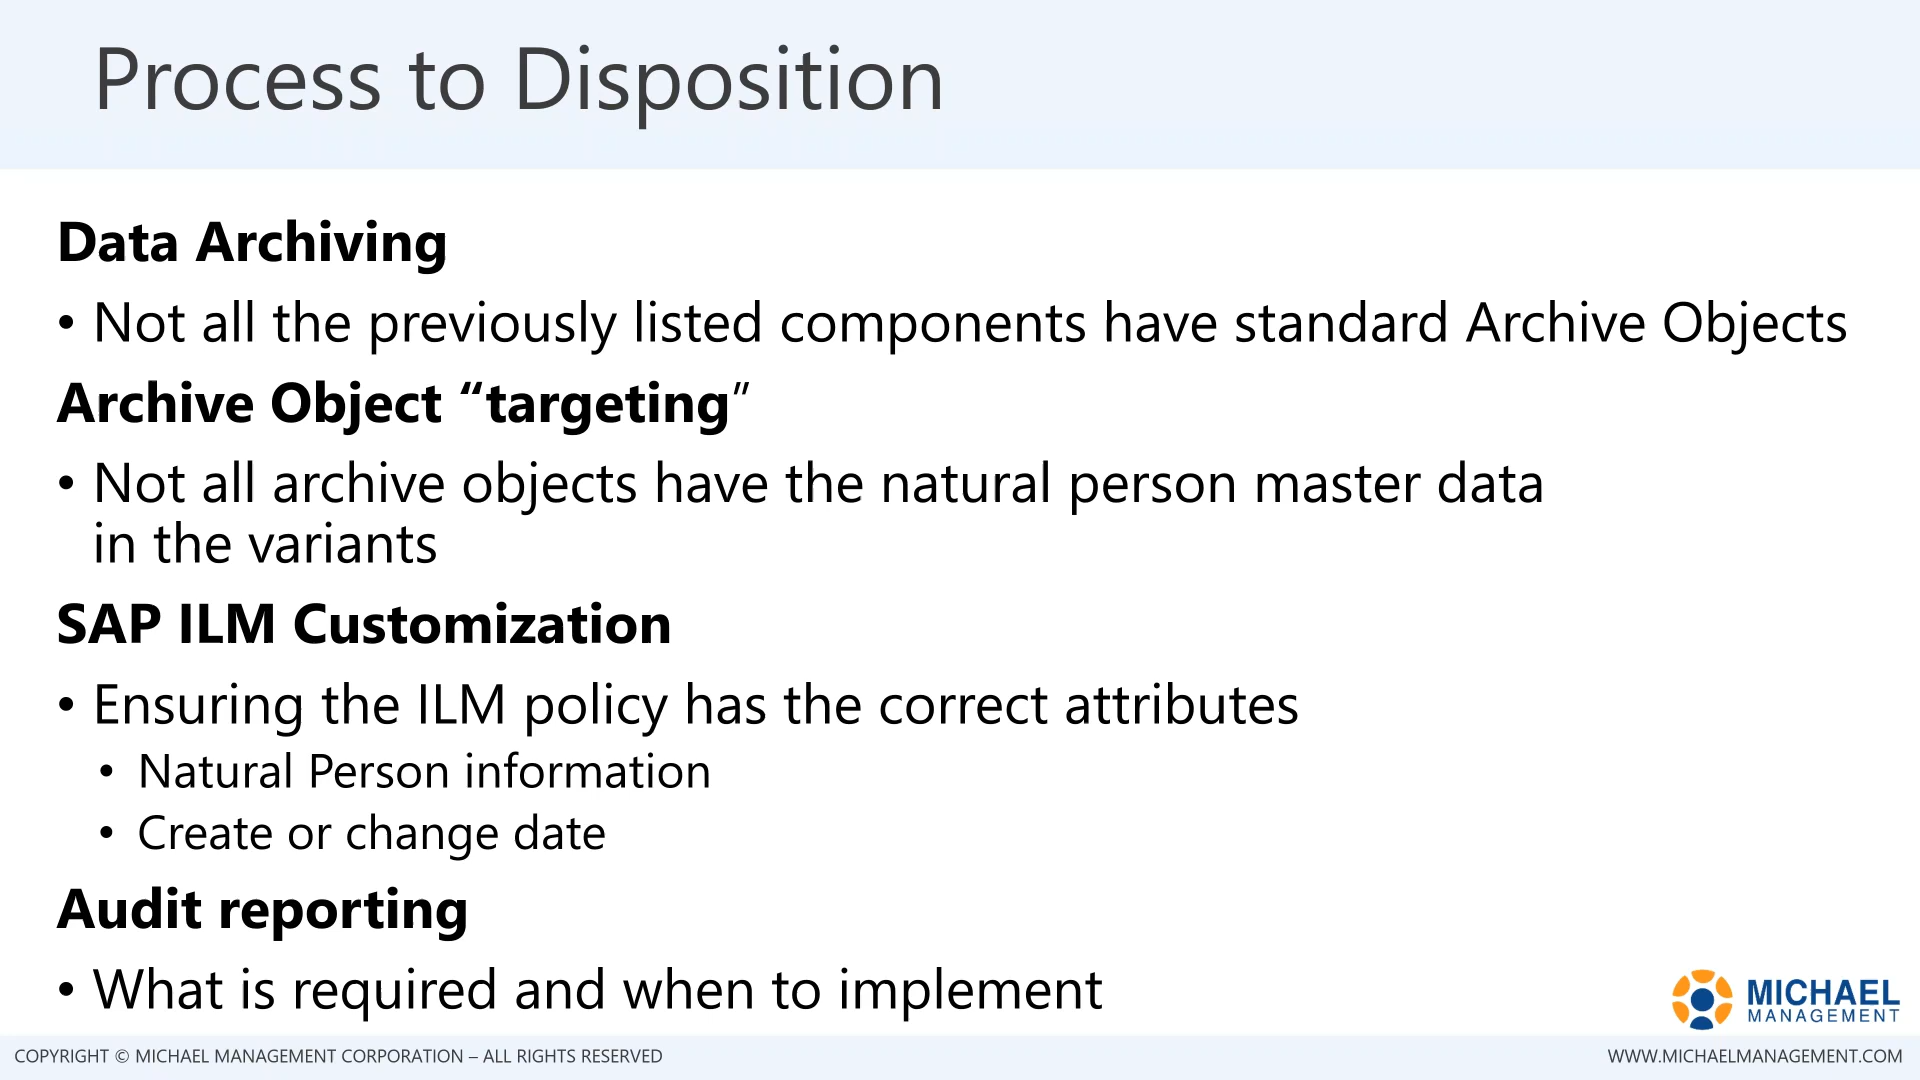 Process to Disposition
Data Archiving
• Not all the previously listed components have standard Archive Objects
Archive Object “targeting”
• Not all archive objects have the natural person master data
in the variants
SAP ILM Customization
• Ensuring the ILM policy has the correct attributes
• Natural Person information
• Create or change date
Audit reporting
• What is required and when to implement
MICHAEL
MANAGEMENT
COPYRIGHT © MICHAEL MANAGEMENT CORPORATION – ALL RIGHTS RESERVED
WWW.MICHAELMANAGEMENT.COM